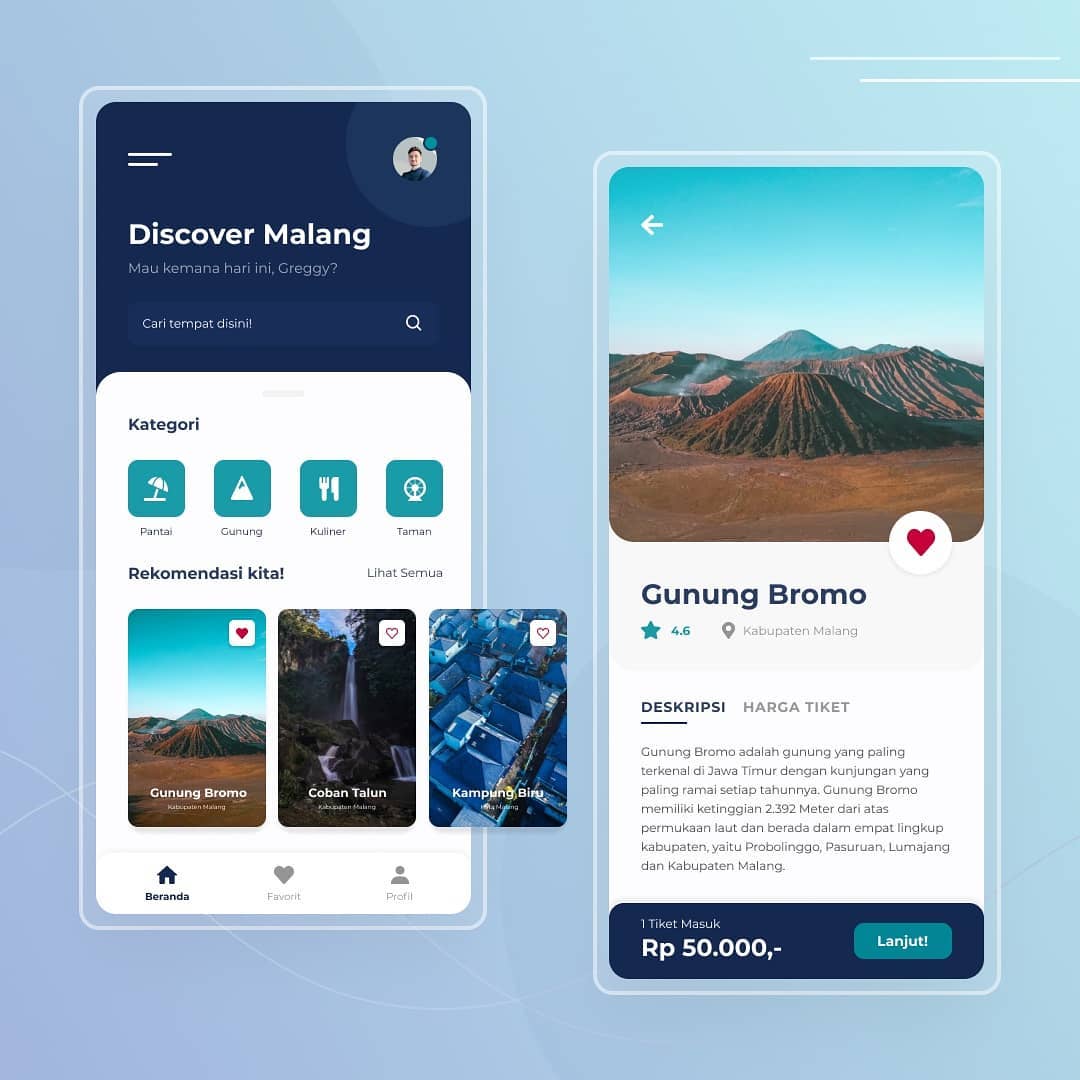 Discover Malang
Mau kemana hari ini, Greggy?
Cari tempat disini!
Kategori
Pantai
Gunung
Kuliner
Taman
Rekomendasi kita!
Lihat Semua
Gunung Bromo
Kabupaten Malang
Coban Talun
Kabupaten Malang
Kampung Biru
Kota Malang
Beranda
Favorit
Profil
Gunung Bromo
4.6
Kabupaten Malang
DESKRIPSI
HARGA TIKET
Gunung Bromo adalah gunung yang paling
terkenal di Jawa Timur dengan kunjungan yang
paling ramai setiap tahunnya. Gunung Bromo
memiliki ketinggian 2.392 Meter dari atas
permukaan laut dan berada dalam empat lingkup
kabupaten, yaitu Probolinggo, Pasuruan, Lumajang
dan Kabupaten Malang.
1 Tiket Masuk
Rp 50.000,-
Lanjut!